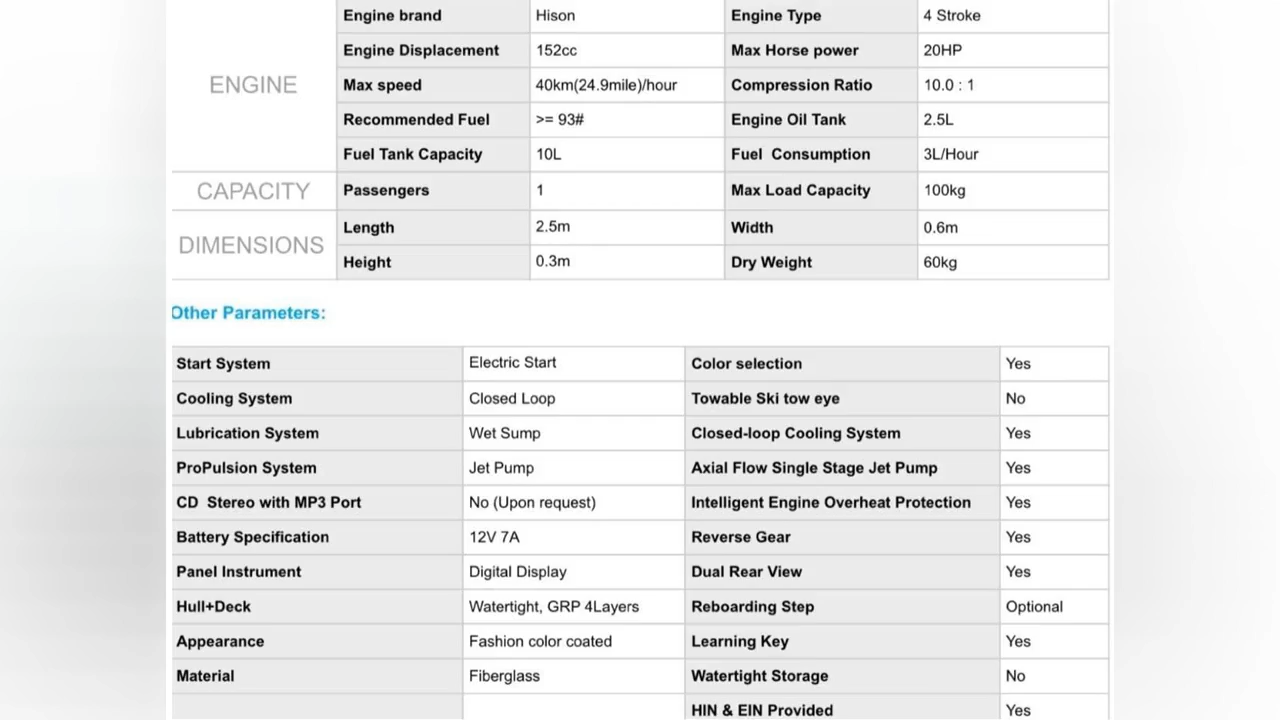 Engine brand Hison Engine Type 4 Stroke
Engine Displacement 152cc Max Horse power 20HP
ENGINE Max speed 40km(24.9mile)/hour Compression Ratio 10.0 : 1
Recommended Fuel >= 93# Engine Oil Tank 2.5L
Fuel Tank Capacity 10L Fuel Consumption 3L/Hour
CAPACITY Passengers 1 Max Load Capacity 100kg
DIMENSIONS Length 2.5m Width 0.6m
Height 0.3m Dry Weight 60kg
Other Parameters:
Start System Electric Start Color selection Yes
Cooling System Closed Loop Towable Ski tow eye No
Lubrication System Wet Sump Closed-loop Cooling System Yes
ProPulsion System Jet Pump Axial Flow Single Stage Jet Pump Yes
CD Stereo with MP3 Port No (Upon request) Intelligent Engine Overheat Protection Yes
Battery Specification 12V 7A Reverse Gear Yes
Panel Instrument Digital Display Dual Rear View Yes
Hull+Deck Watertight, GRP 4Layers Reboarding Step Optional
Appearance Fashion color coated Learning Key Yes
Material Fiberglass Watertight Storage No
HIN & EIN Provided Yes